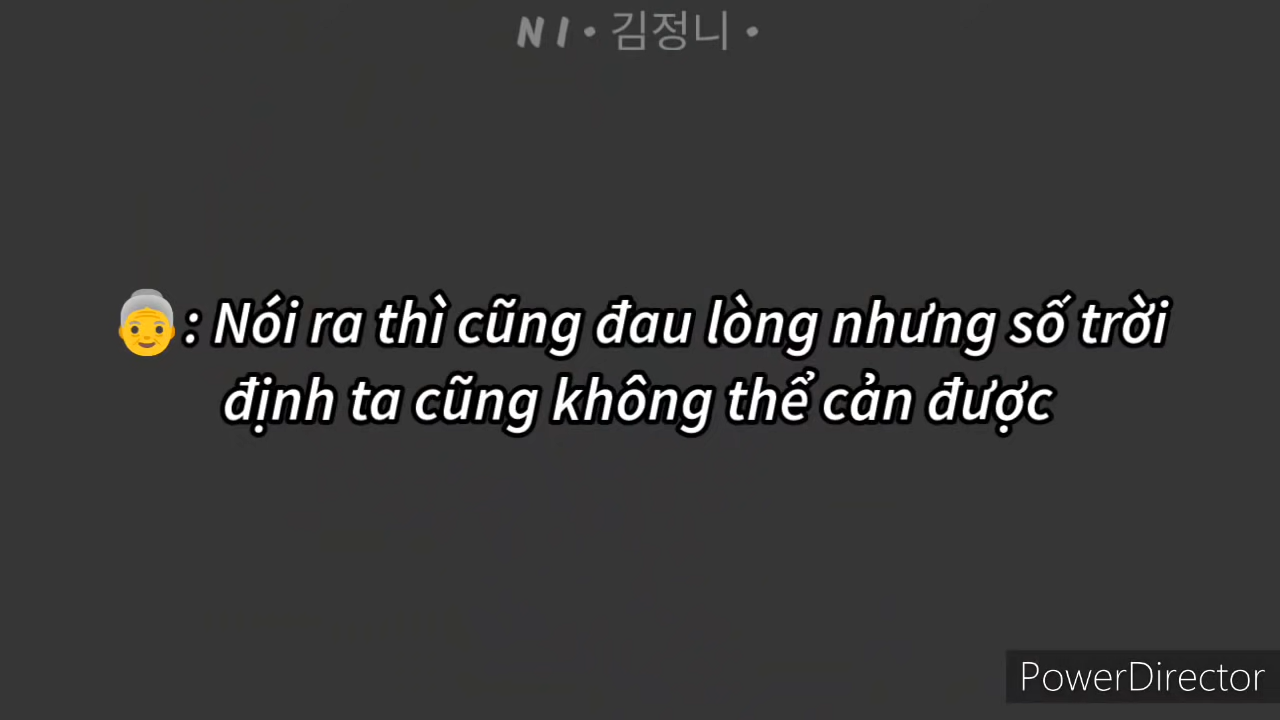 N I • 김정니 •
👵: Nói ra thì cũng đau lòng nhưng số trời
định ta cũng không thể cản được
PowerDirector